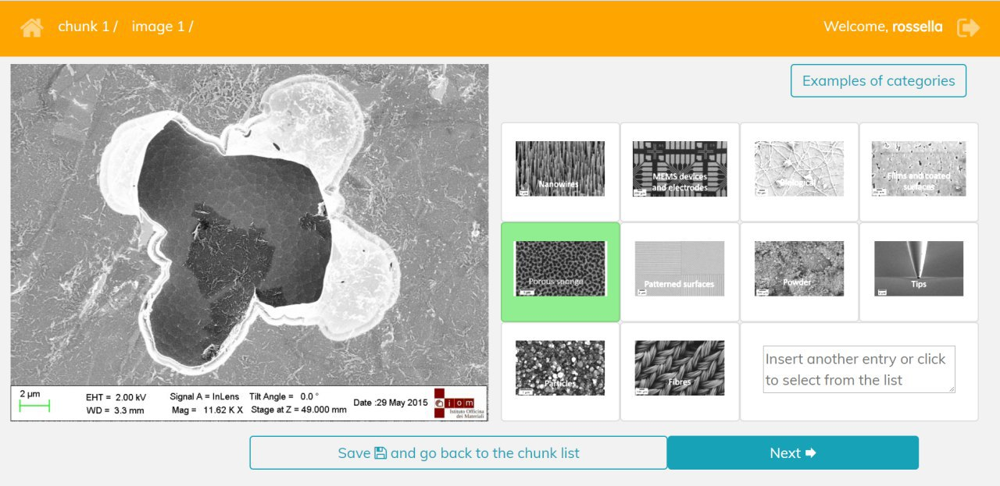 chunk 1 /   image 1 /
Welcome, rossella
Examples of categories
Nanowires
MEMS devices
and electrodes
Biological
Films and coated
surfaces
Porous sponge
Patterned surfaces
Powder
Tips
Particles
Fibres
Insert another entry or click
to select from the list
2 µm
EHT = 2.00 kV
WD = 3.3 mm
Signal A = InLens
Mag = 11.62 K X
Tilt Angle = 0.0 °
Stage at Z = 49.000 mm
Date :29 May 2015
iom
Istituto Officina
dei Materiali
Save and go back to the chunk list
Next